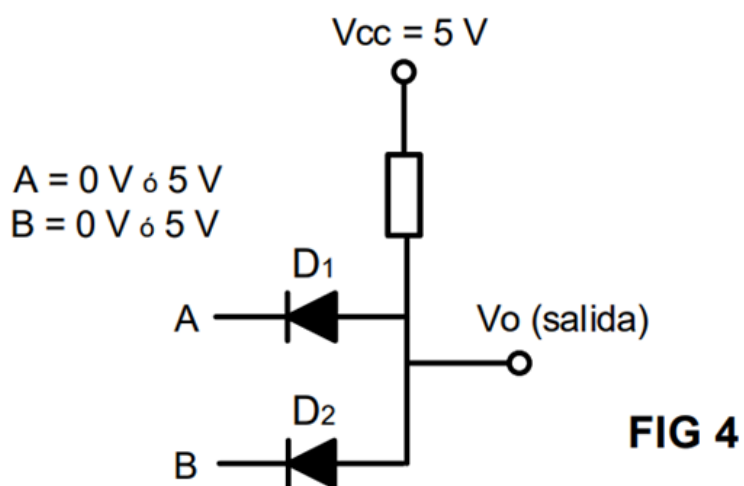 Vcc = 5 V
A = 0 V ó 5 V
B = 0 V ó 5 V
D1
A
Vo (salida)
D2
B
FIG 4